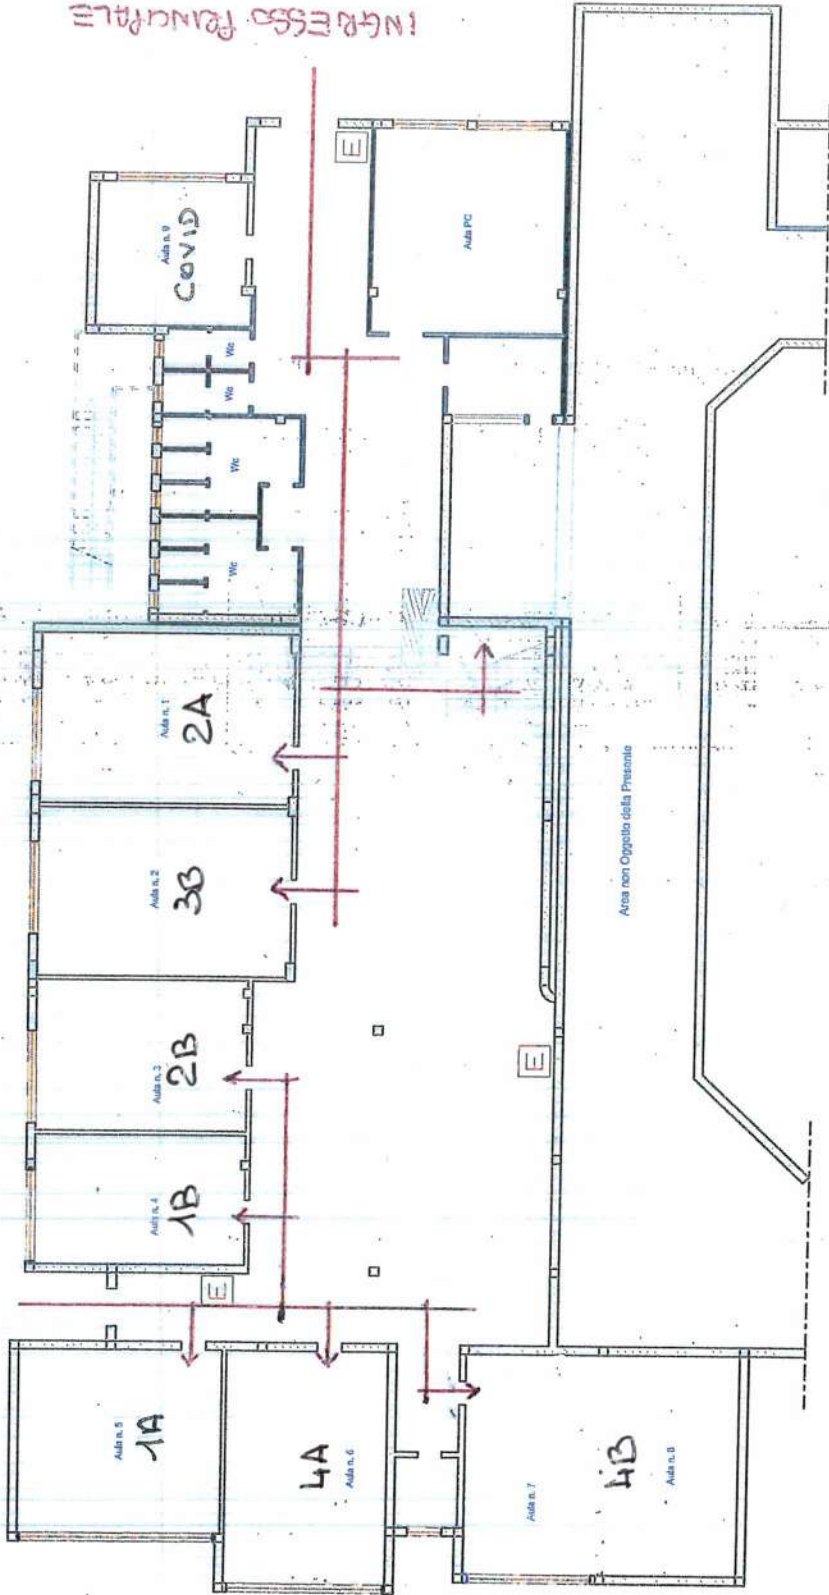 INGRESSO PRINCIPALE
Aula n. 9
COVID
E
Aula PC
Wc
Wc
Wc
Wc
Aula n. 1
2A
Aula n. 2
3B
Aula n. 3
2B
Aula n. 4
1B
E
E
Area non Oggetto della Presente
Aula n. 5
1A
4A
Aula n. 6
Aula n. 7
4B
Aula n. 8